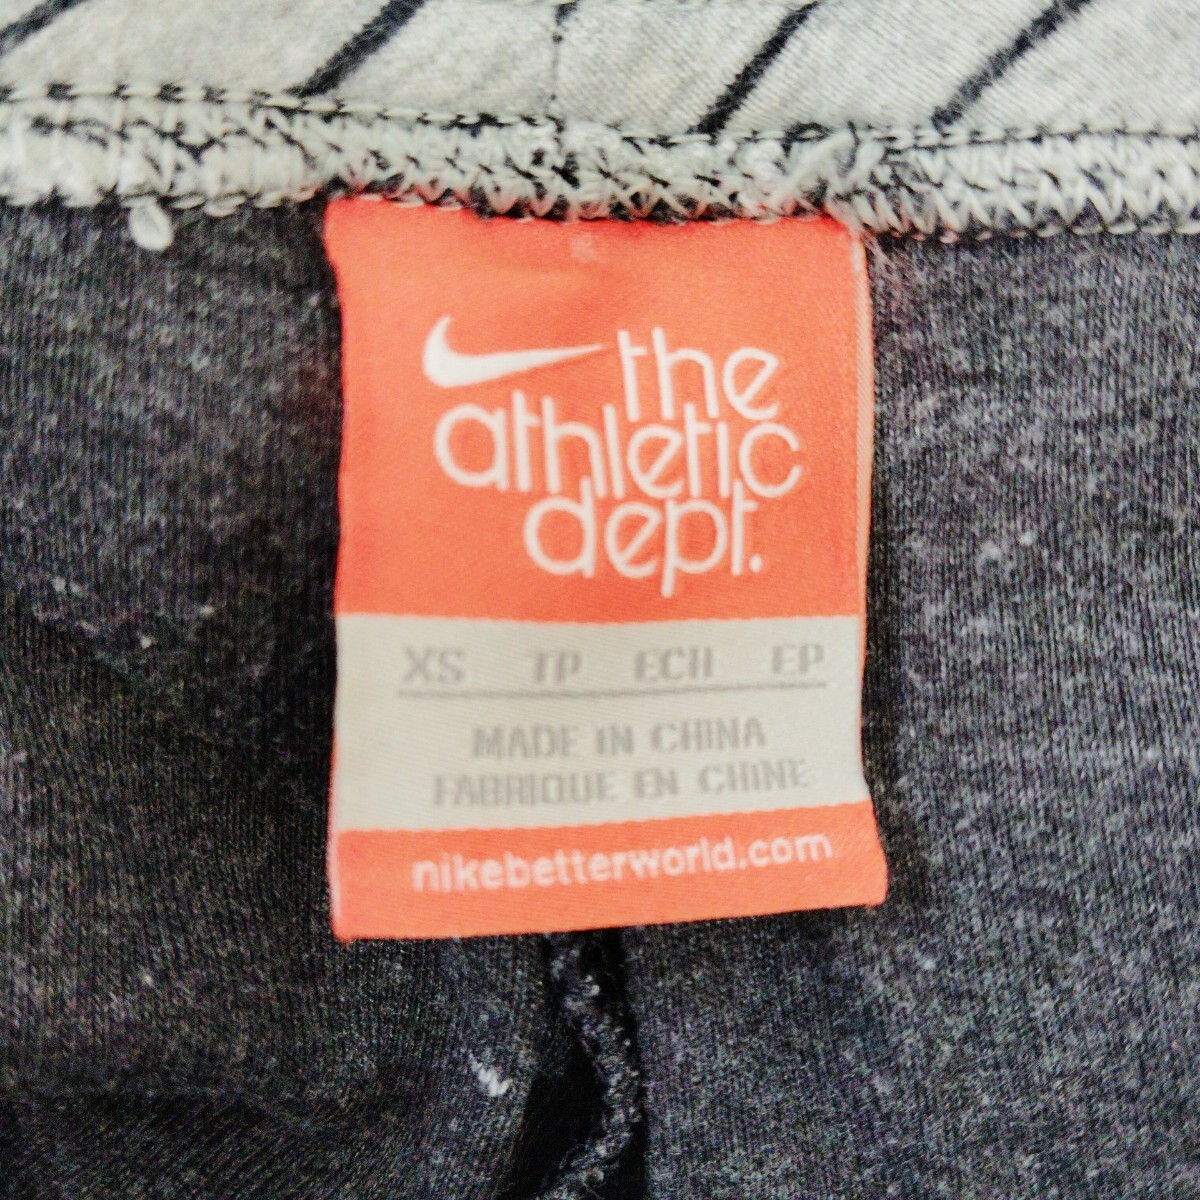 the
athletic
dept.
XS TP ECH EP
MADE IN CHINA
FABRIQUE EN CHINE
nikebetterworld.com